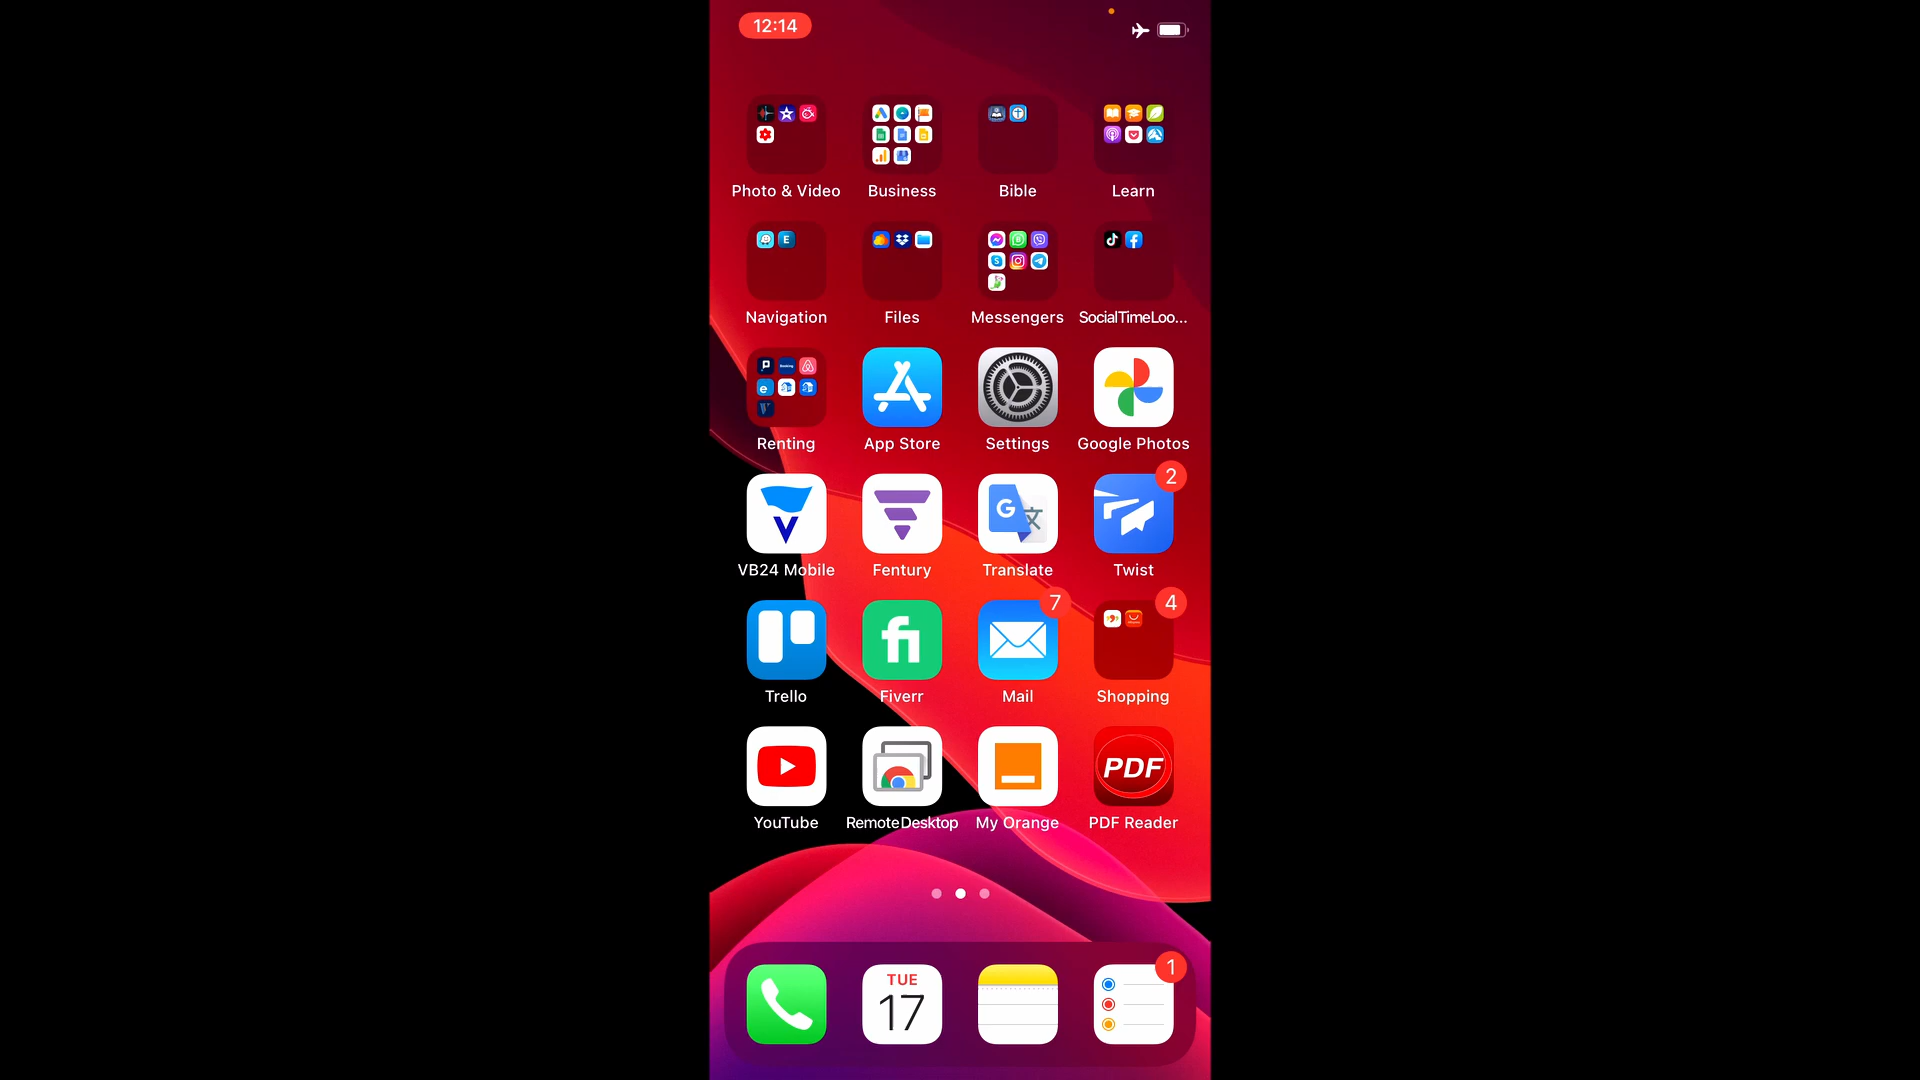 12:14
Photo & Video Business Bible Learn
Navigation Files Messengers SocialTimeLoo...
Renting App Store Settings Google Photos
2
VB24 Mobile Fentury Translate Twist
7 4
Trello Fiverr Mail Shopping
PDF
YouTube RemoteDesktop My Orange PDF Reader
TUE 1
17